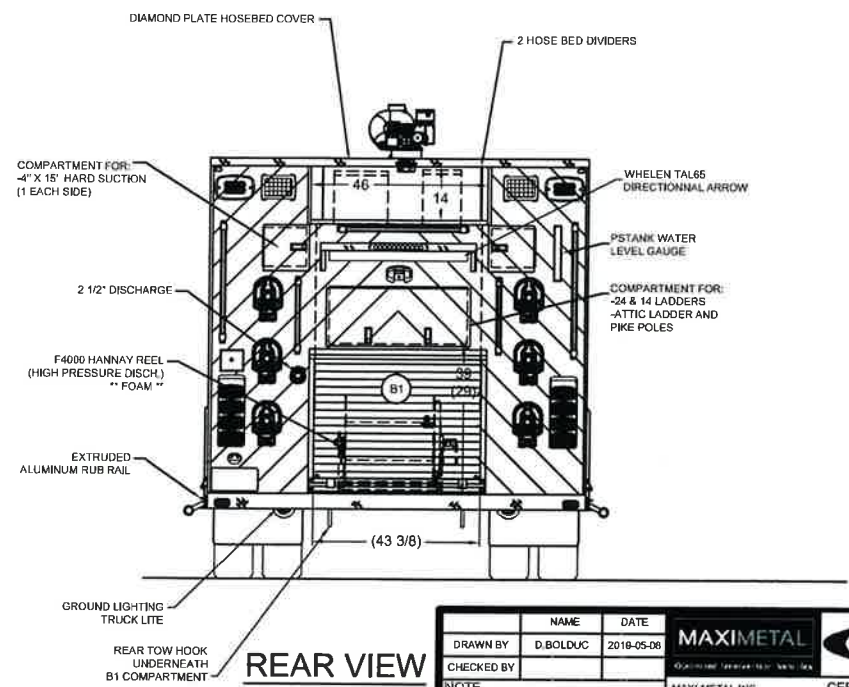 DIAMOND PLATE HOSEBED COVER
2 HOSE BED DIVIDERS
COMPARTMENT FOR:
-4" X 15' HARD SUCTION
(1 EACH SIDE)
46
14
WHELEN TAL65
DIRECTIONNAL ARROW
PSTANK WATER
LEVEL GAUGE
2 1/2" DISCHARGE
COMPARTMENT FOR:
-24 & 14 LADDERS
-ATTIC LADDER AND
PIKE POLES
F4000 HANNAY REEL
(HIGH PRESSURE DISCH.)
** FOAM **
39
(29)
B1
EXTRUDED
ALUMINUM RUB RAIL
(43 3/8)
GROUND LIGHTING
TRUCK LITE
REAR TOW HOOK
UNDERNEATH
B1 COMPARTMENT
REAR VIEW
NAME DATE
DRAWN BY D.BOLDUC
CHECKED BY
NOTE
MAXIMETAL
MAXI METAL INC